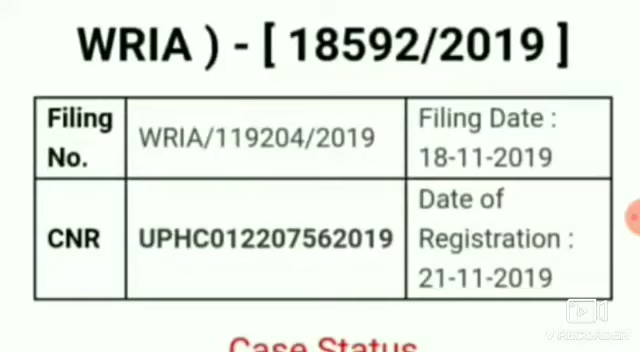 WRIA ) - [ 18592/2019 ]
Filing
No.
WRIA/119204/2019
Filing Date :
18-11-2019
CNR
UPHC012207562019
Date of
Registration :
21-11-2019
Case Status
V RECORDER